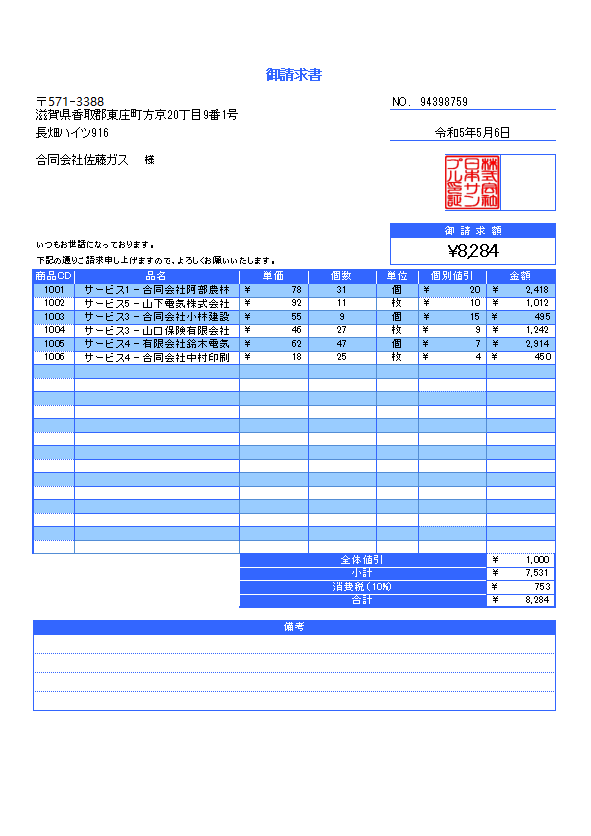 御請求書
〒571-3388
滋賀県香取郡東庄町方京20丁目9番1号
長畑ハイツ916
NO. 94398759
令和5年5月6日
合同会社佐藤ガス 様
株式会社
日本サン
プル印証
御請求額
¥8,284
いつもお世話になっております。
下記の通りご請求申し上げますので、よろしくお願いいたします。
商品CD 品名 単価 個数 単位 個別値引 金額
1001 サービス1－合同会社阿部農林 ¥ 78 31 個 ¥ 20 ¥ 2,418
1002 サービス5－山下電気株式会社 ¥ 92 11 枚 ¥ 10 ¥ 1,012
1003 サービス3－合同会社小林建設 ¥ 55 9 個 ¥ 15 ¥ 495
1004 サービス3－山口保険有限会社 ¥ 46 27 枚 ¥ 9 ¥ 1,242
1005 サービス4－有限会社鈴木電気 ¥ 62 47 個 ¥ 7 ¥ 2,914
1006 サービス4－合同会社中村印刷 ¥ 18 25 枚 ¥ 4 ¥ 450
全体値引 ¥ 1,000
小計 ¥ 7,531
消費税(10%) ¥ 753
合計 ¥ 8,284
備考